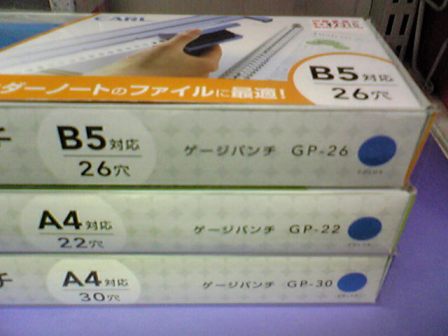 CARL
B5対応
26穴
ダーノートのファイルに最適!
チ
B5対応
26穴
ゲージパンチ GP-26
A4対応
22穴
ゲージパンチ GP-22
チ
A4対応
30穴
ゲージパンチ GP-30